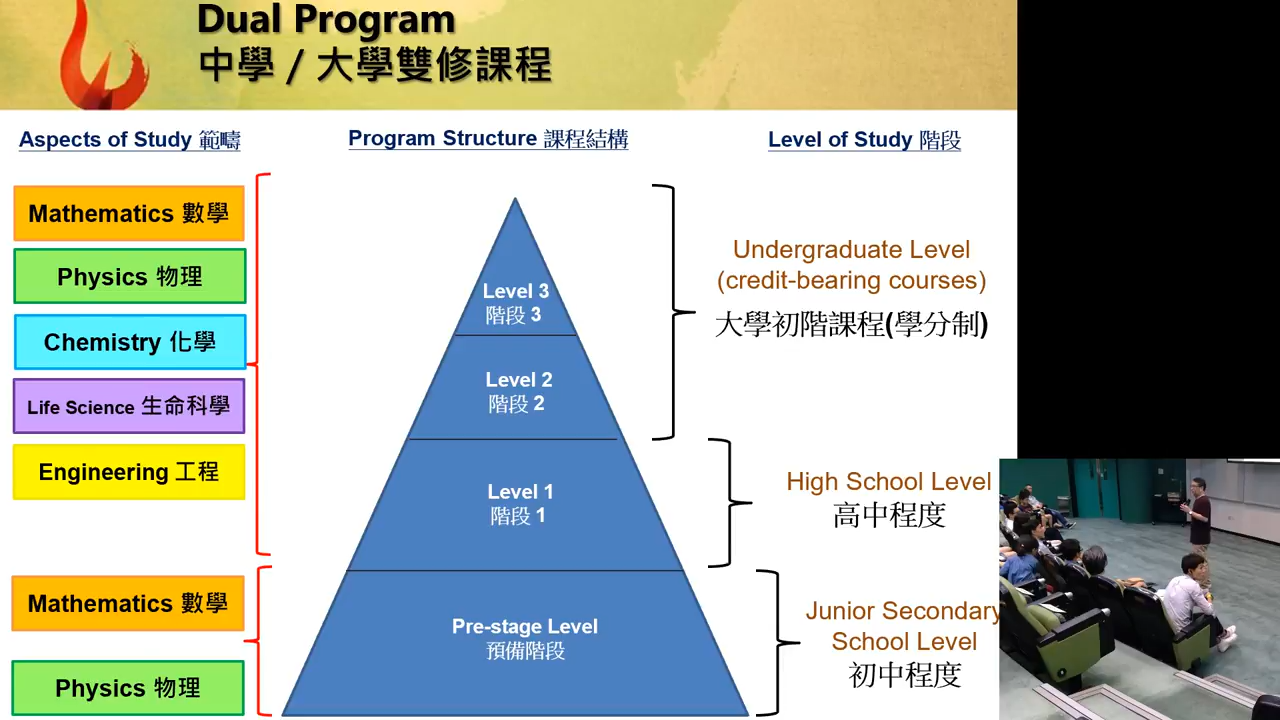 Dual Program
中學 / 大學雙修課程
Aspects of Study 範疇
Program Structure 課程結構
Level of Study 階段
Mathematics 數學
Physics 物理
Chemistry 化學
Life Science 生命科學
Engineering 工程
Mathematics 數學
Physics 物理
Level 3
階段 3
Level 2
階段 2
Level 1
階段 1
Pre-stage Level
預備階段
Undergraduate Level
(credit-bearing courses)
大學初階課程(學分制)
High School Level
高中程度
Junior Secondary
School Level
初中程度